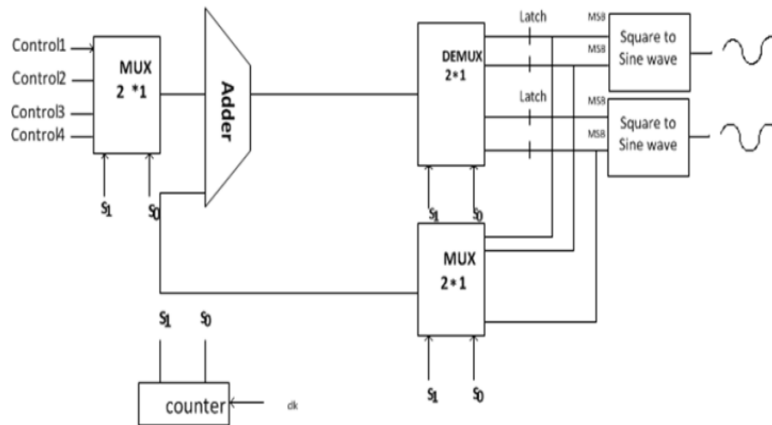 Control1
Control2
Control3
Control4
MUX
2 *1
S1
S0
Adder
DEMUX
2*1
S1
S0
Latch
Latch
MSB
MSB
MSB
MSB
Square to
Sine wave
Square to
Sine wave
MUX
2*1
S1
S0
S1
S0
counter
clk